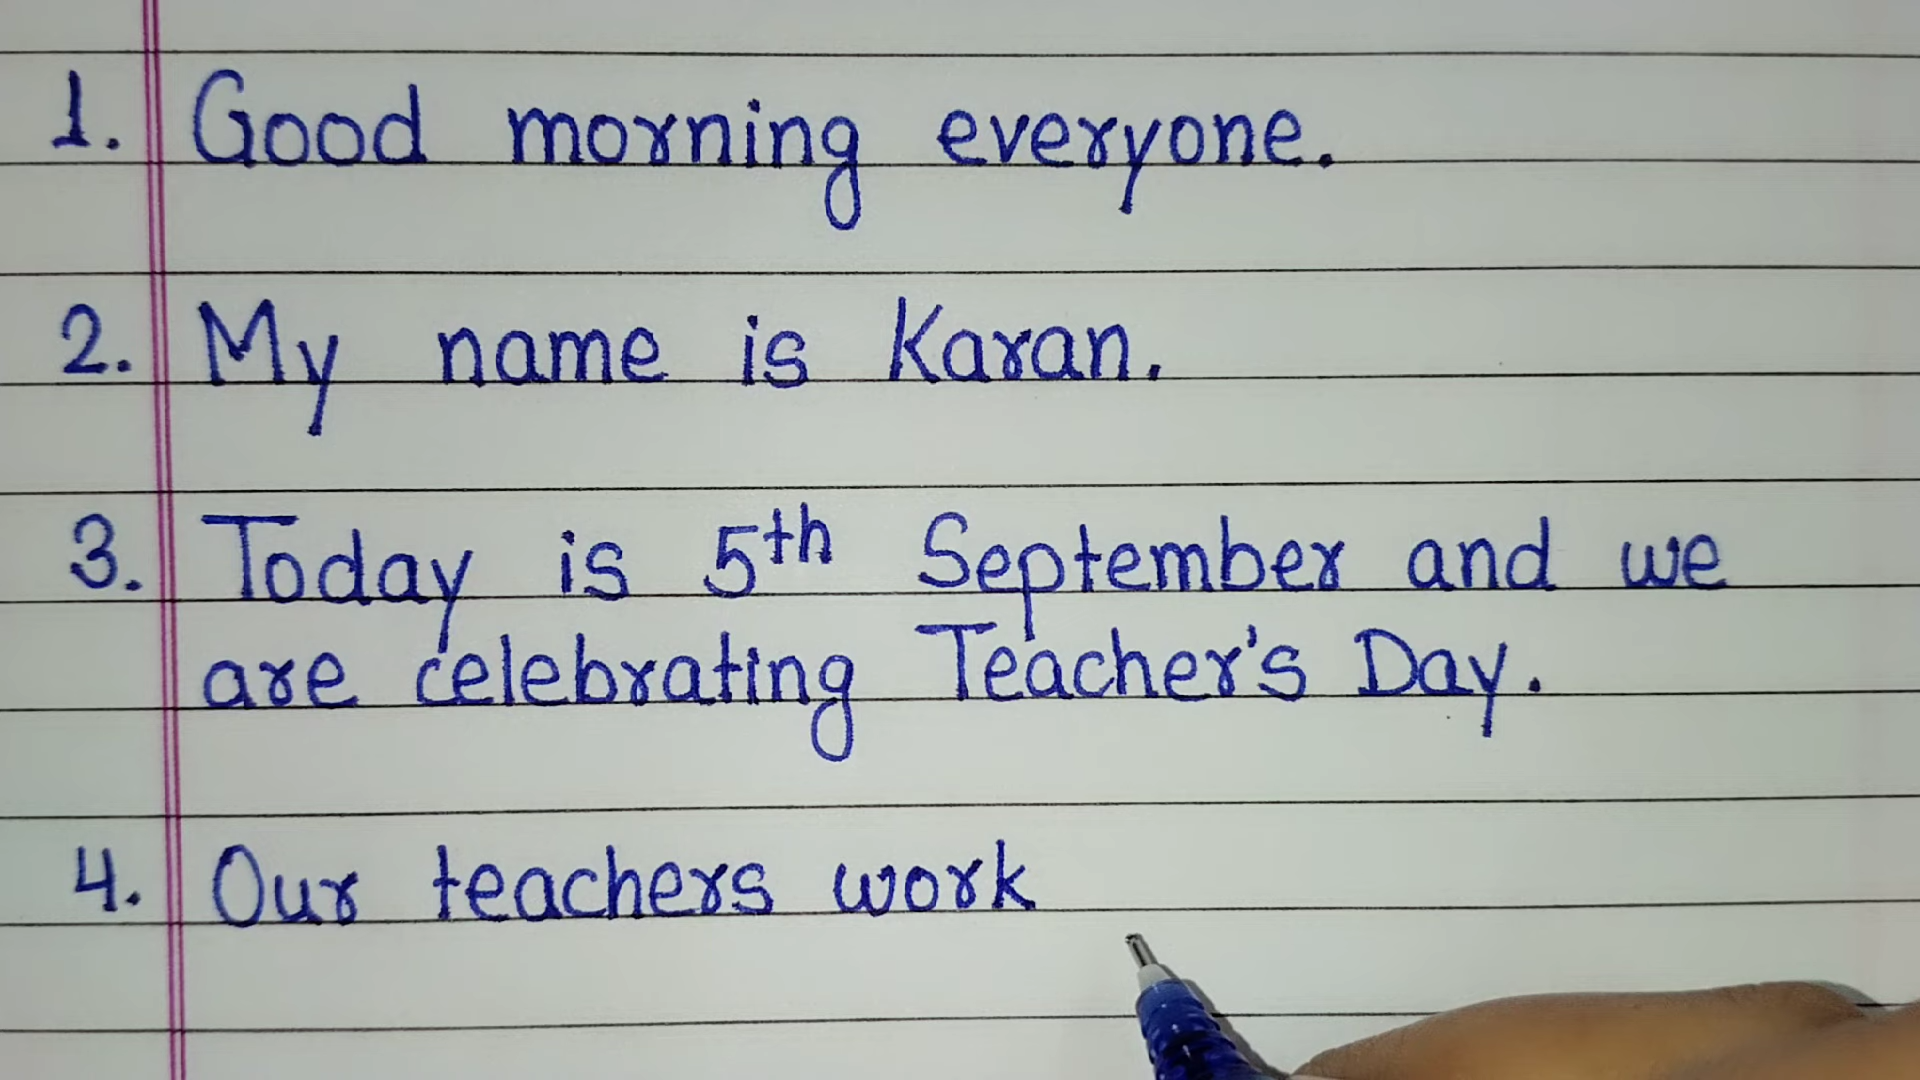 1. Good morning everyone.
2. My name is Karan.
3. Today is 5th September and we
are celebrating Teacher's Day.
4. Our teachers work